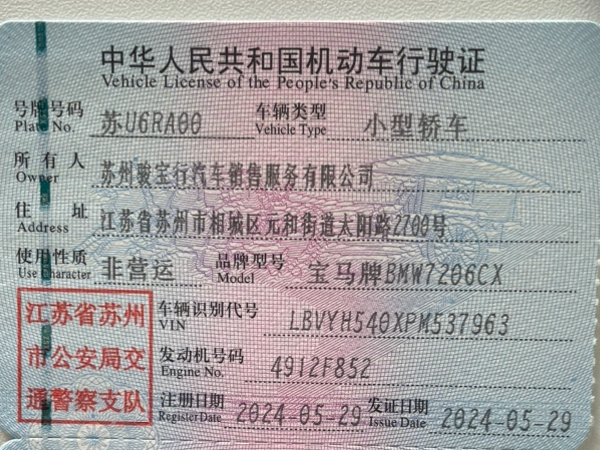 中华人民共和国机动车行驶证
Vehicle License of the People's Republic of China
号牌号码 苏U6RA00 车辆类型 小型轿车
Plate No. Vehicle Type
所有人 苏州骏宝行汽车销售服务有限公司
Owner
住址 江苏省苏州市相城区元和街道太阳路2700号
Address
使用性质 非营运 品牌型号 宝马牌BMW7206CX
Use Character Model
江苏省苏州
市公安局交
通警察支队
车辆识别代号 LBVYH540XPM537963
VIN
发动机号码 4912F852
Engine No.
注册日期 2024-05-29 发证日期 2024-05-29
Register Date Issue Date